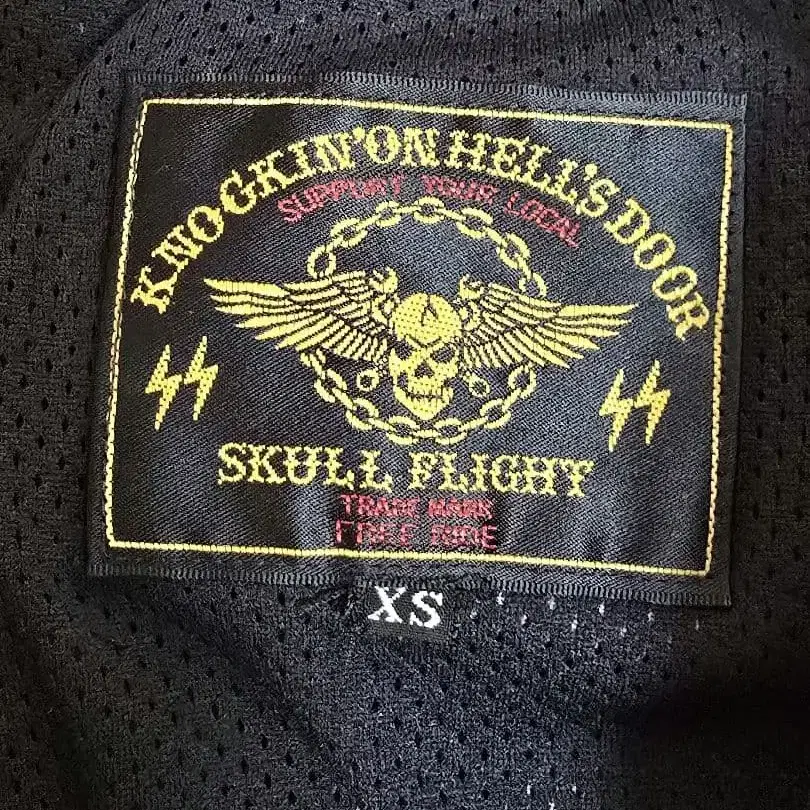 KNOCKIN'ON HELL'S DOOR
SUPPORT YOUR LOCAL
SKULL FLIGHT
TRADE MARK
FREE RIDE
XS